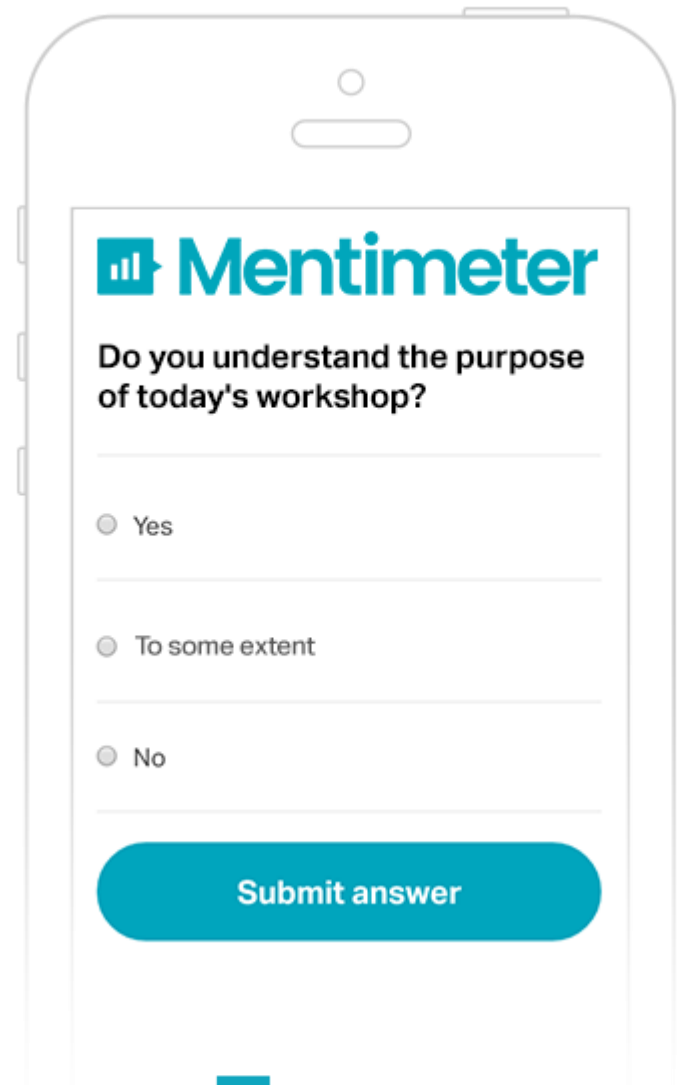 Mentimeter
Do you understand the purpose
of today's workshop?
Yes
To some extent
No
Submit answer